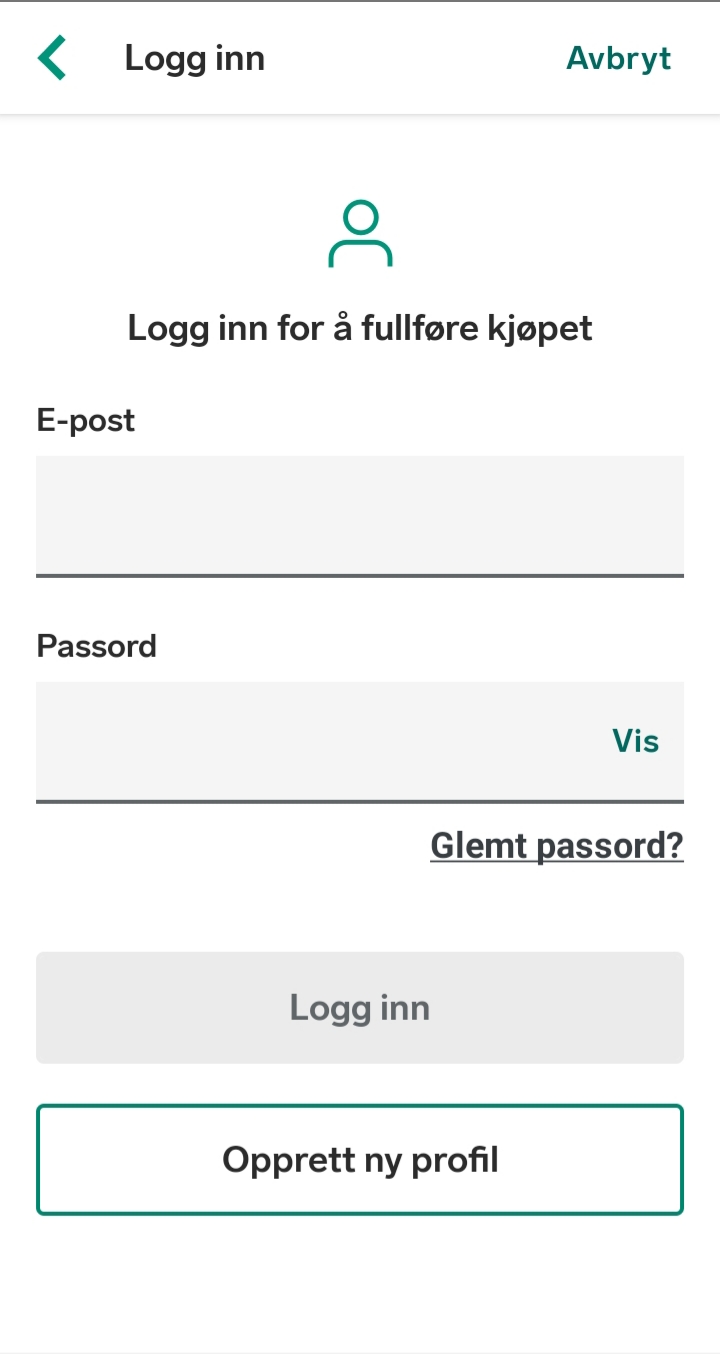 Logg inn
Avbryt
Logg inn for å fullføre kjøpet
E-post
Passord
Vis
Glemt passord?
Logg inn
Opprett ny profil